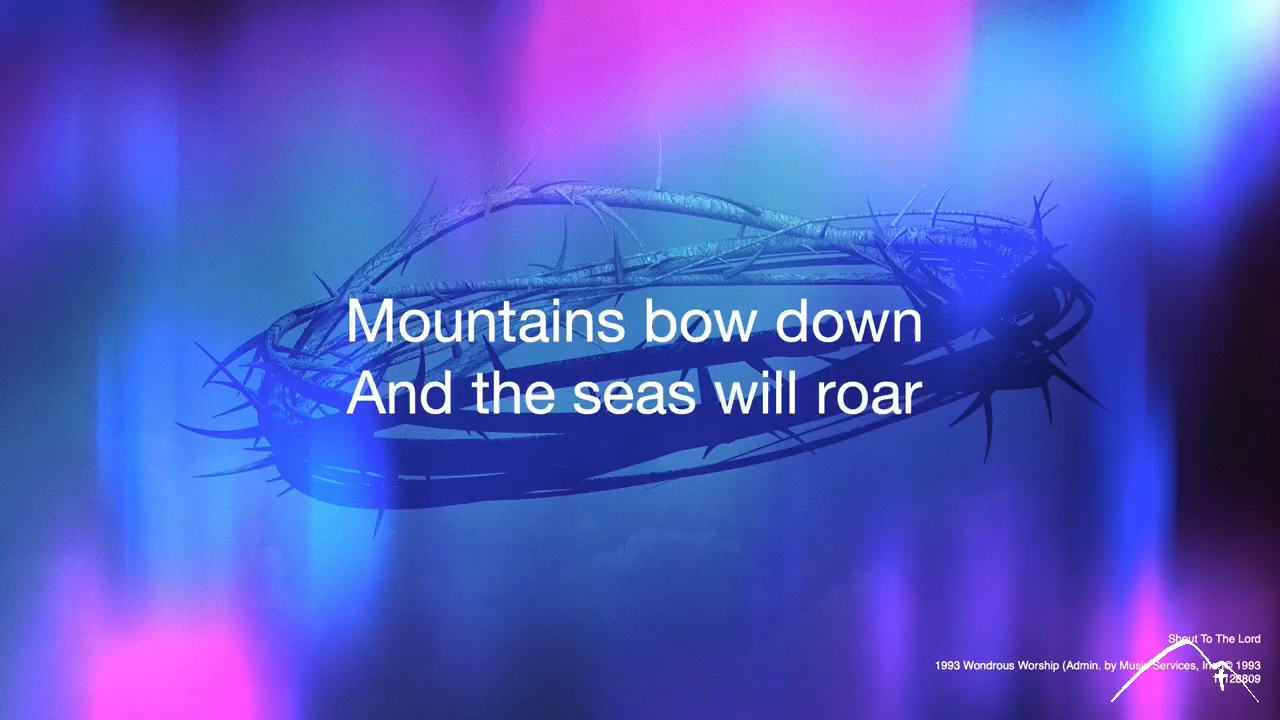 Mountains bow down
And the seas will roar
Shout To The Lord
1993 Wondrous Worship (Admin. by Music Services, Inc) © 1993